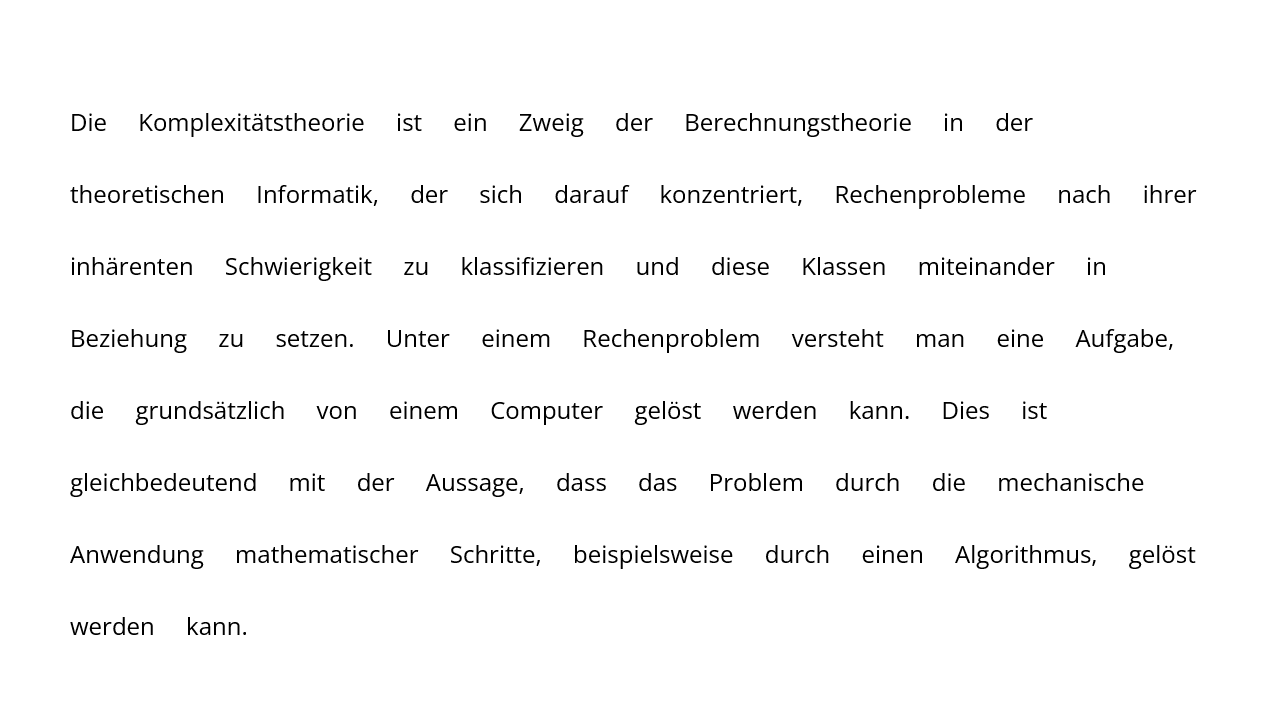 Die Komplexitätstheorie ist ein Zweig der Berechnungstheorie in der
theoretischen Informatik, der sich darauf konzentriert, Rechenprobleme nach ihrer
inhärenten Schwierigkeit zu klassifizieren und diese Klassen miteinander in
Beziehung zu setzen. Unter einem Rechenproblem versteht man eine Aufgabe,
die grundsätzlich von einem Computer gelöst werden kann. Dies ist
gleichbedeutend mit der Aussage, dass das Problem durch die mechanische
Anwendung mathematischer Schritte, beispielsweise durch einen Algorithmus, gelöst
werden kann.